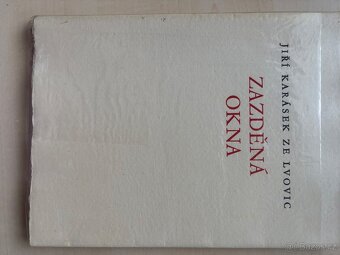 JIŘÍ KARÁSEK ZE LVOVIC
ZAZDĚNÁ
OKNA